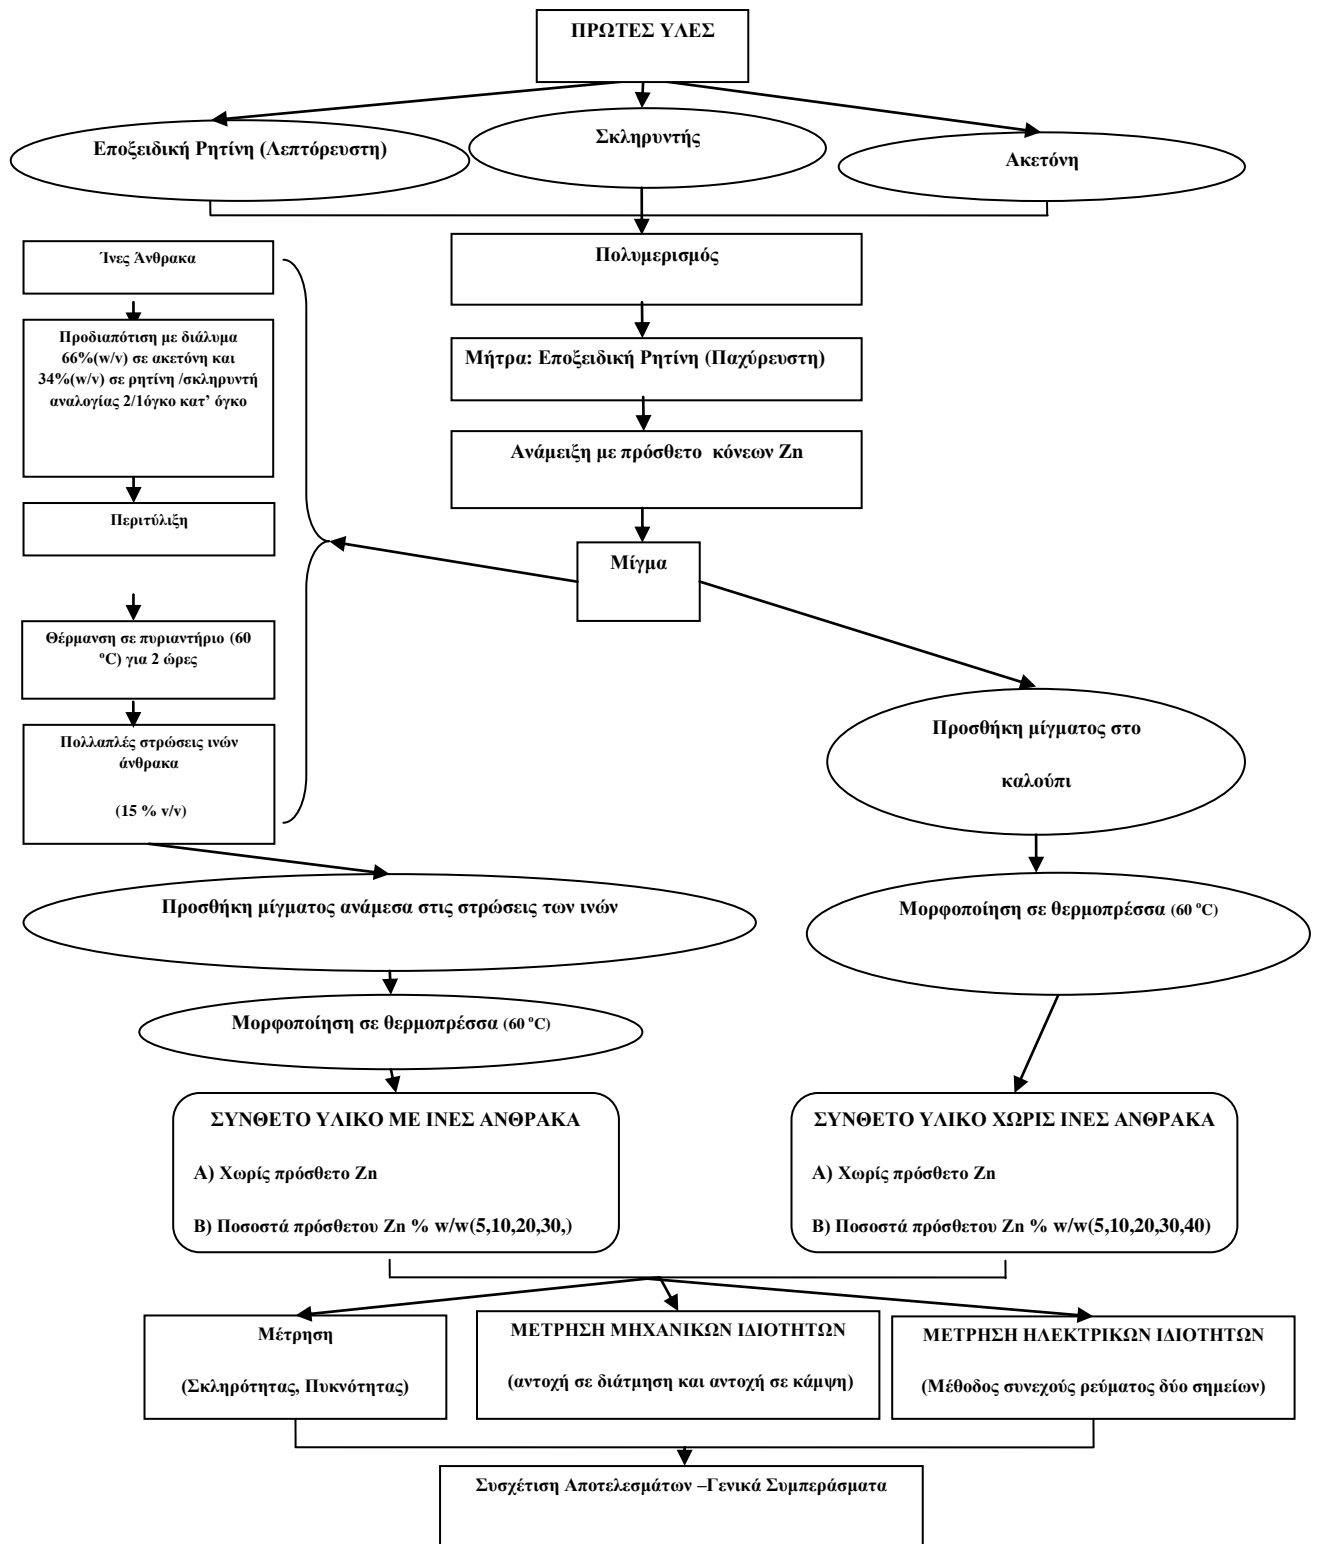 ΠΡΩΤΕΣ ΥΛΕΣ
Εποξειδική Ρητίνη (Λεπτόρευστη)
Σκληρυντής
Ακετόνη
Πολυμερισμός
Μήτρα: Εποξειδική Ρητίνη (Παχύρευστη)
Ανάμειξη με πρόσθετο κόνεων Zn
Μίγμα
Ίνες Άνθρακα
Προδιαπότιση με διάλυμα
66%(w/v) σε ακετόνη και
34%(w/v) σε ρητίνη /σκληρυντή
αναλογίας 2/1όγκο κατ’ όγκο
Περιτύλιξη
Θέρμανση σε πυριαντήριο (60
°C) για 2 ώρες
Πολλαπλές στρώσεις ινών
άνθρακα
(15 % v/v)
Προσθήκη μίγματος στο
καλούπι
Προσθήκη μίγματος ανάμεσα στις στρώσεις των ινών
Μορφοποίηση σε θερμοπρέσσα (60 °C)
Μορφοποίηση σε θερμοπρέσσα (60 °C)
ΣΥΝΘΕΤΟ ΥΛΙΚΟ ΜΕ ΙΝΕΣ ΑΝΘΡΑΚΑ
Α) Χωρίς πρόσθετο Zn
Β) Ποσοστά πρόσθετου Zn % w/w(5,10,20,30,)
ΣΥΝΘΕΤΟ ΥΛΙΚΟ ΧΩΡΙΣ ΙΝΕΣ ΑΝΘΡΑΚΑ
Α) Χωρίς πρόσθετο Zn
Β) Ποσοστά πρόσθετου Zn % w/w(5,10,20,30,40)
Μέτρηση
(Σκληρότητας, Πυκνότητας)
ΜΕΤΡΗΣΗ ΜΗΧΑΝΙΚΩΝ ΙΔΙΟΤΗΤΩΝ
(αντοχή σε διάτμηση και αντοχή σε κάμψη)
ΜΕΤΡΗΣΗ ΗΛΕΚΤΡΙΚΩΝ ΙΔΙΟΤΗΤΩΝ
(Μέθοδος συνεχούς ρεύματος δύο σημείων)
Συσχέτιση Αποτελεσμάτων –Γενικά Συμπεράσματα